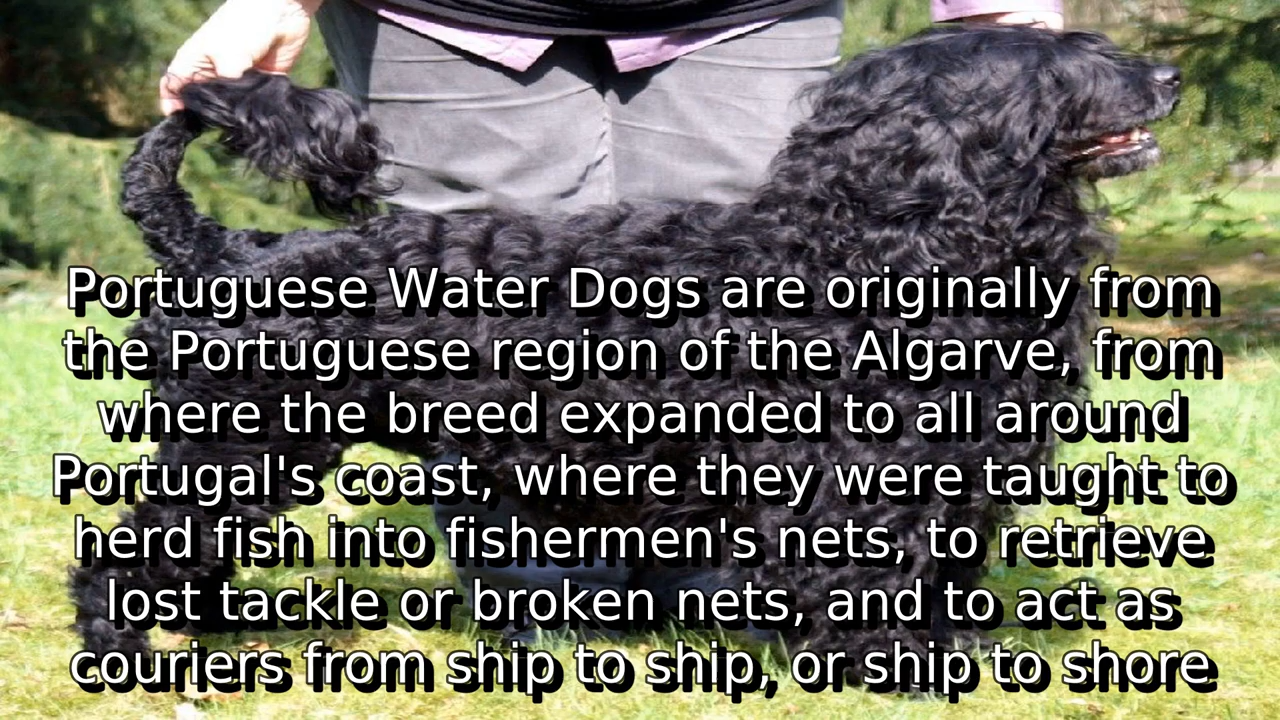 Portuguese Water Dogs are originally from
the Portuguese region of the Algarve, from
where the breed expanded to all around
Portugal's coast, where they were taught to
herd fish into fishermen's nets, to retrieve
lost tackle or broken nets, and to act as
couriers from ship to ship, or ship to shore